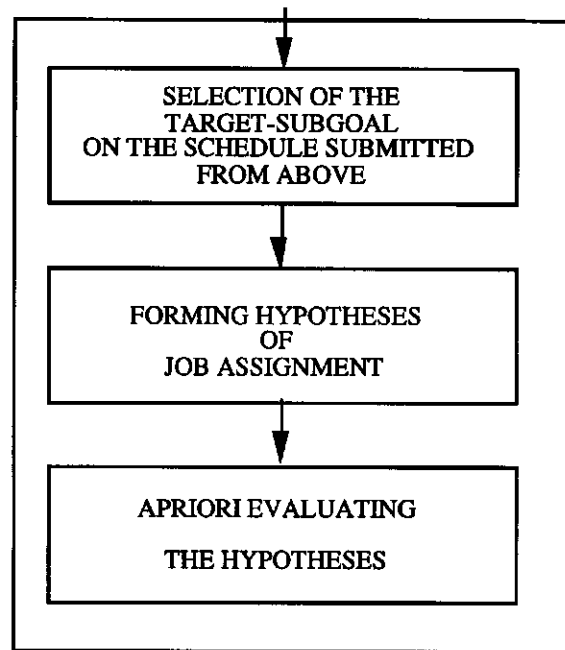 SELECTION OF THE
TARGET-SUBGOAL
ON THE SCHEDULE SUBMITTED
FROM ABOVE
FORMING HYPOTHESES
OF
JOB ASSIGNMENT
APRIORI EVALUATING
THE HYPOTHESES